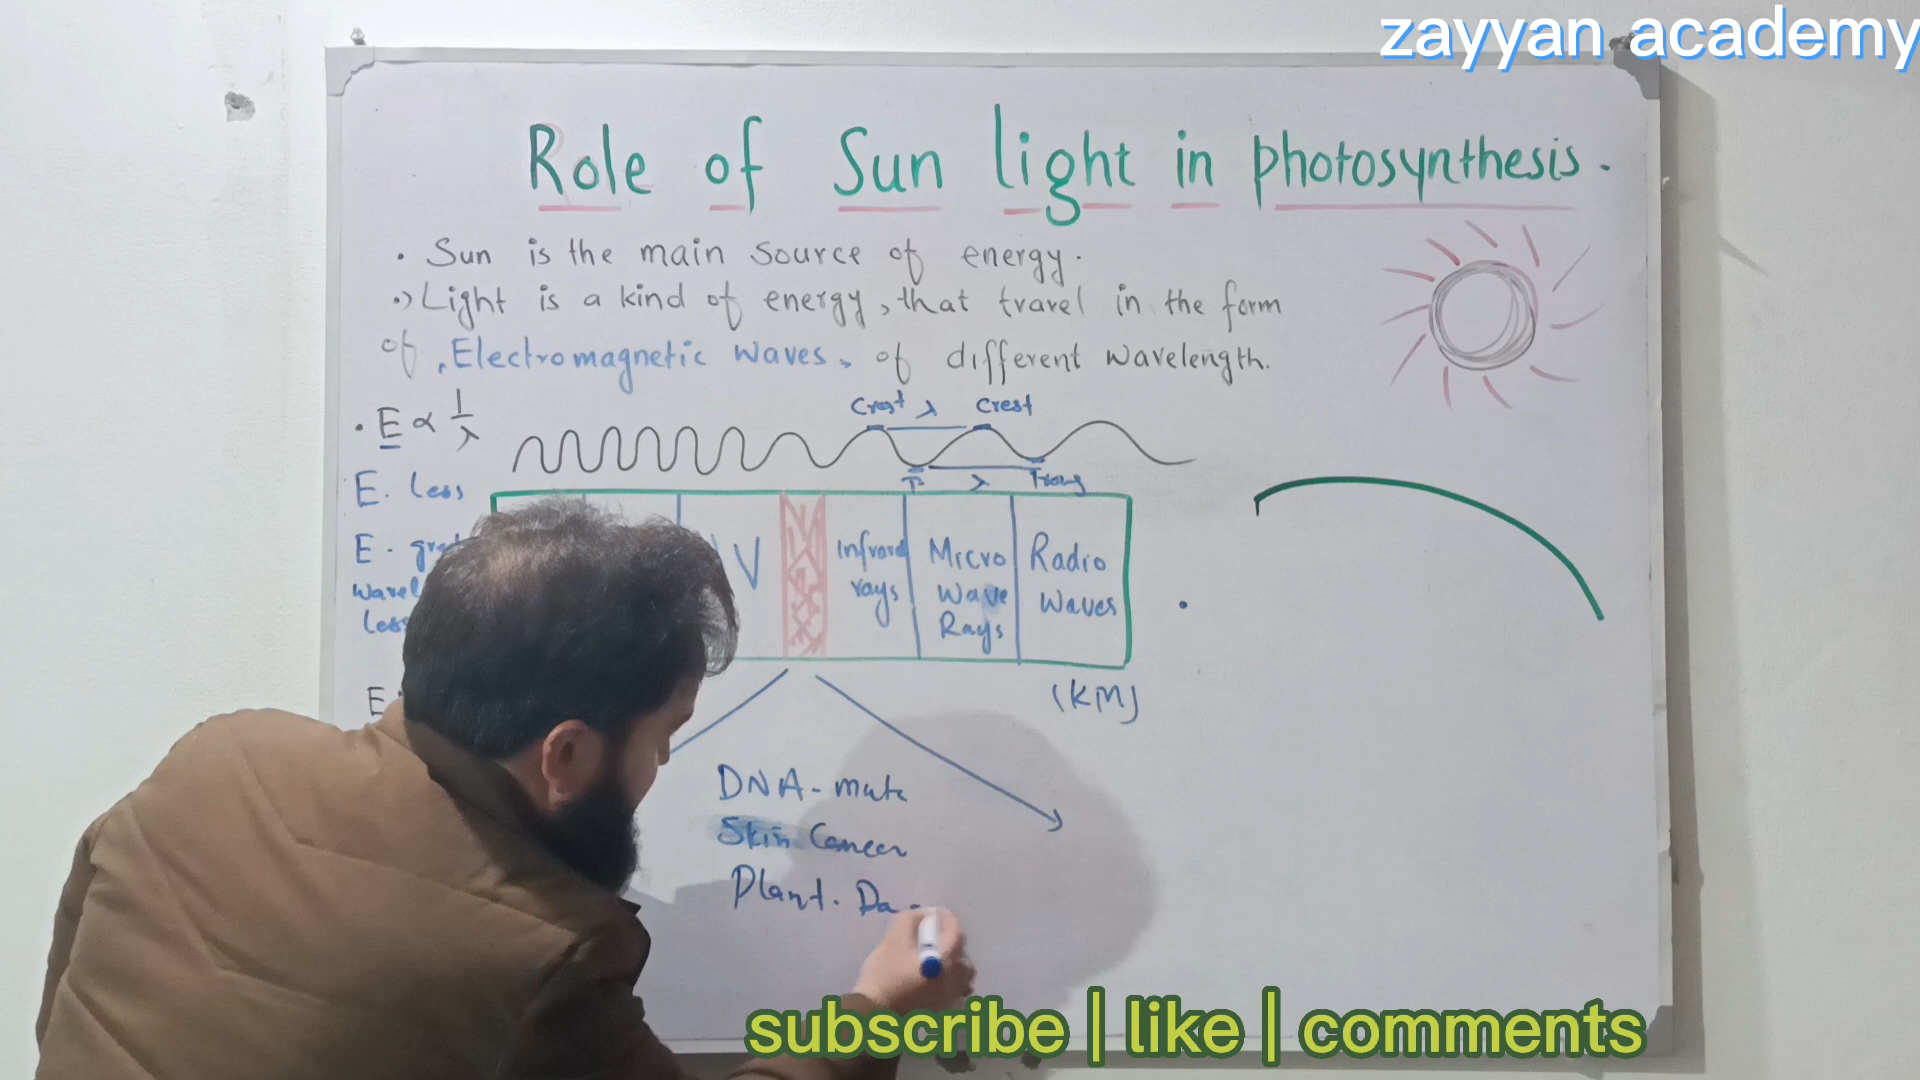 zayyan academy
Role of Sun light in photosynthesis.
. Sun is the main source of energy.
Light is a kind of energy, that travel in the form
of, Electromagnetic waves, of different wavelength.
Crest λ Crest
. E ∝ 1/λ
T λ
E. less
V
Infrared rays
Micro Wave Rays
Radio Waves
E.
less
E
(KM)
DNA-muta
Skin Cancer
Plant. Da
subscribe | like | comments